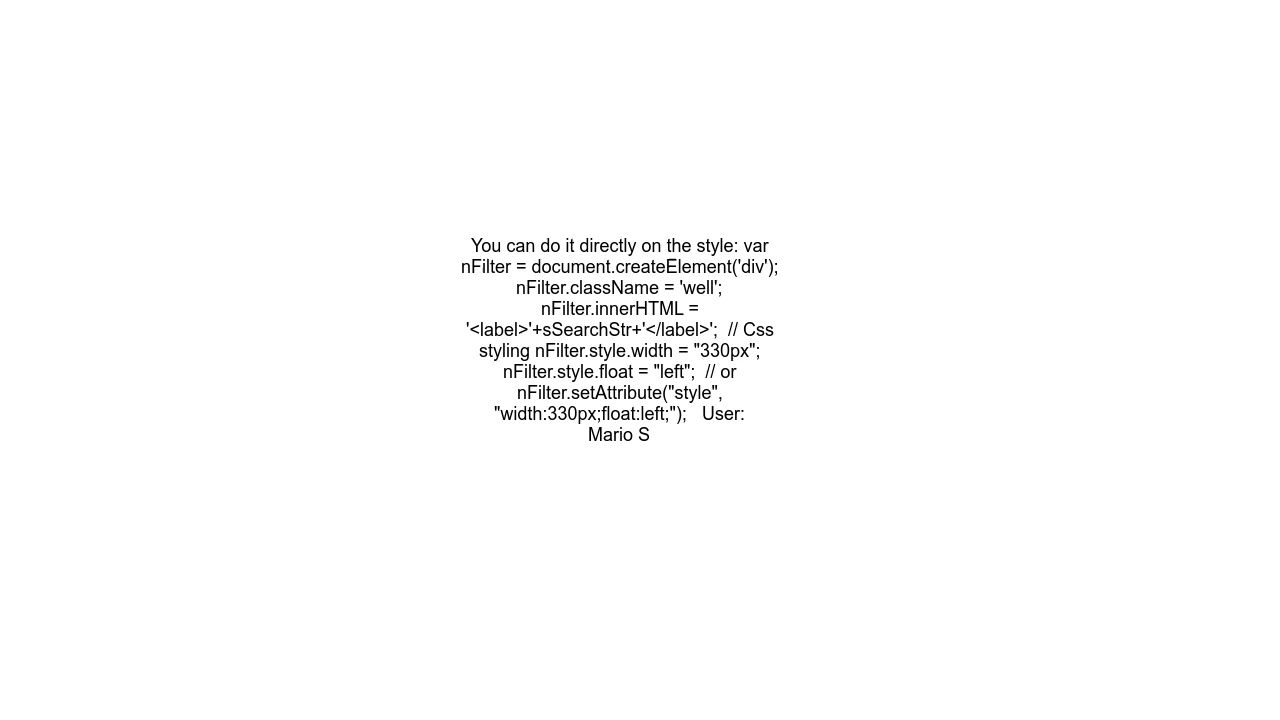 You can do it directly on the style: var
nFilter = document.createElement('div');
nFilter.className = 'well';
nFilter.innerHTML =
'<label>'+sSearchStr+'</label>';  // Css
styling nFilter.style.width = "330px";
nFilter.style.float = "left";  // or
nFilter.setAttribute("style",
"width:330px;float:left;");   User:
Mario S